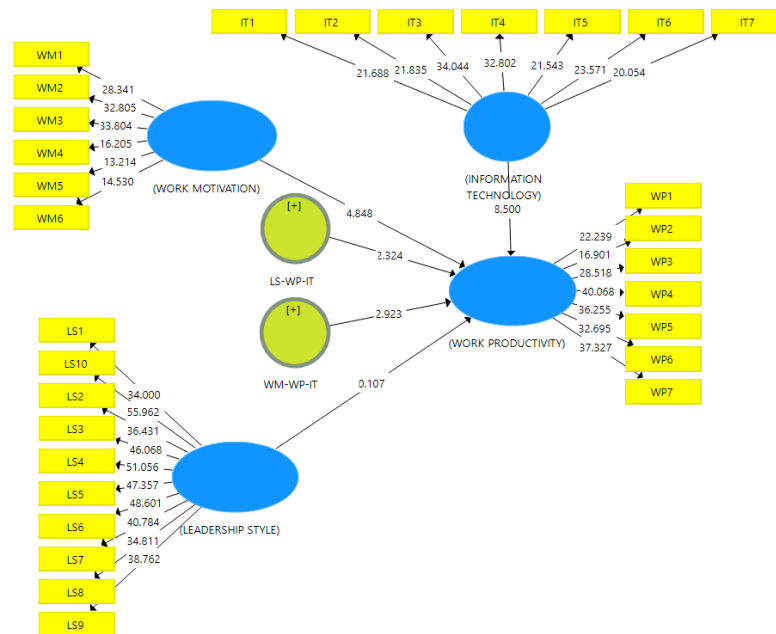 IT1
IT2
IT3
IT4
IT5
IT6
IT7
21.688
21.835
34.044
32.802
21.543
23.571
20.054
(INFORMATION
TECHNOLOGY)
8.500
WM1
WM2
WM3
WM4
WM5
WM6
28.341
32.805
33.804
16.205
13.214
14.530
(WORK MOTIVATION)
4.848
[+]
LS-WP-IT
2.324
[+]
WM-WP-IT
2.923
WP1
WP2
WP3
WP4
WP5
WP6
WP7
22.239
16.901
28.518
40.068
36.255
32.695
37.327
(WORK PRODUCTIVITY)
0.107
LS1
LS10
LS2
LS3
LS4
LS5
LS6
LS7
LS8
LS9
34.000
55.962
36.431
46.068
51.056
47.357
48.601
40.784
34.811
38.762
(LEADERSHIP STYLE)